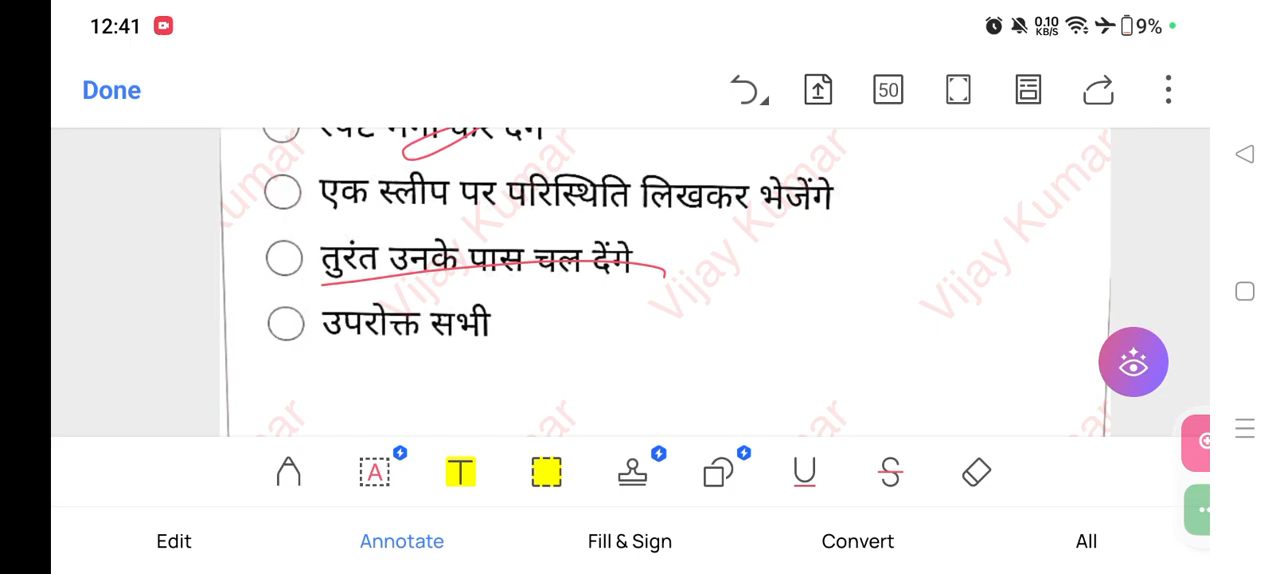 12:41 0.10 KB/S 9%
Done 50
कर देंगे
एक स्लीप पर परिस्थिति लिखकर भेजेंगे
तुरंत उनके पास चल देंगे
उपरोक्त सभी
Vijay Kumar Vijay Kumar Vijay Kumar
A T U S
Edit Annotate Fill & Sign Convert All